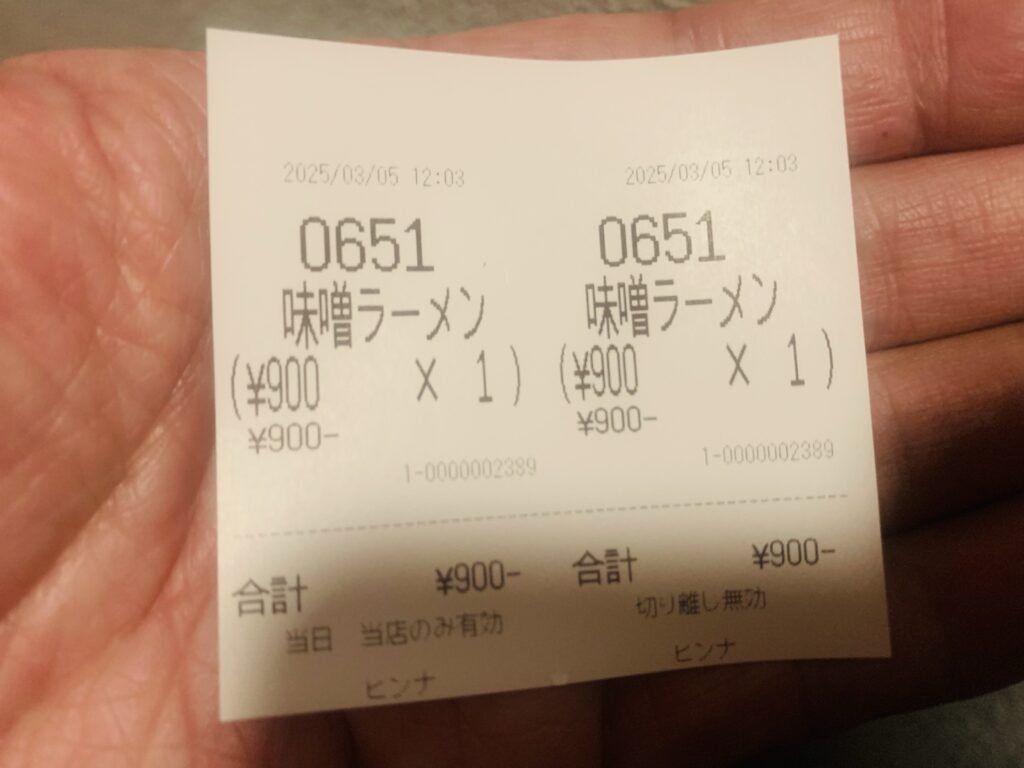 2025/03/05 12:03
0651
味噌ラーメン
(¥900 X 1)
¥900-
1-0000002389
合計 ¥900-
当日 当店のみ有効
ヒンナ
2025/03/05 12:03
0651
味噌ラーメン
(¥900 X 1)
¥900-
1-0000002389
合計 ¥900-
切り離し無効
ヒンナ